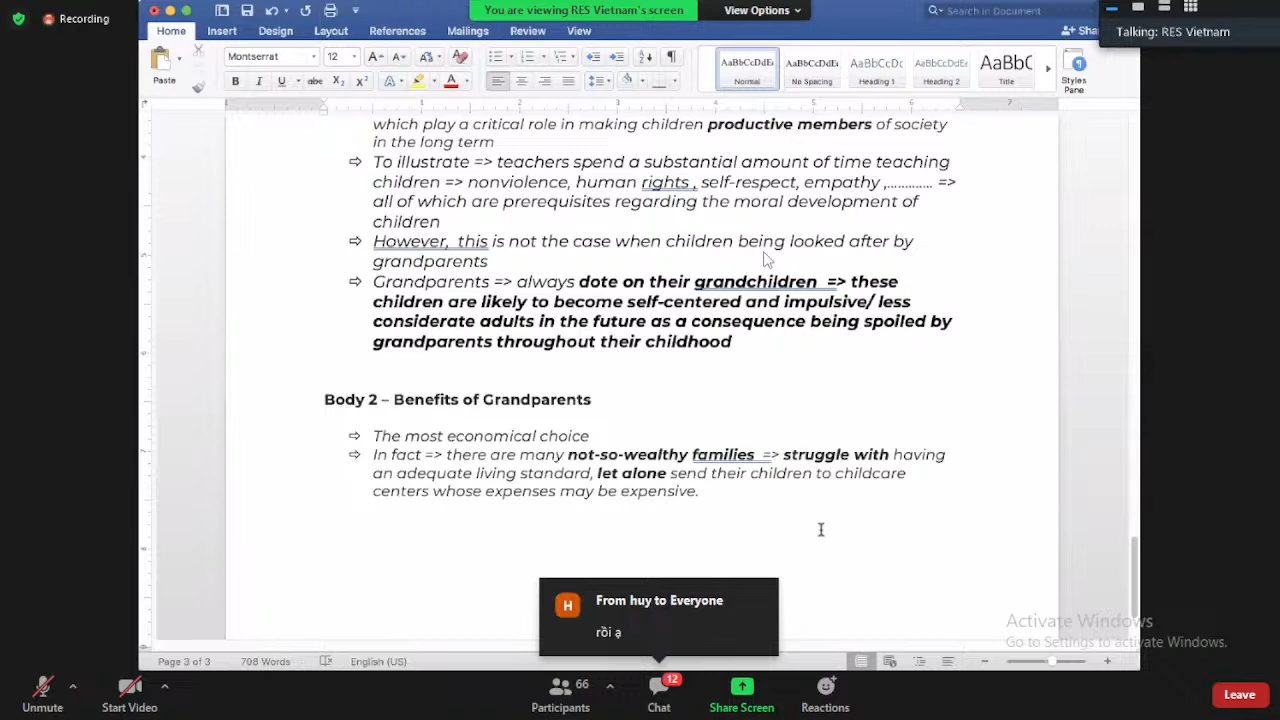 Recording
You are viewing RES Vietnam's screen
View Options
Search in Document
Talking: RES Vietnam
Home
Insert
Design
Layout
References
Mailings
Review
View
Sha
Paste
Montserrat
12
AaBbCcDdEe
Normal
AaBbCcDdEe
No Spacing
AaBbCcDc
Heading 1
AaBbCcDdEe
Heading 2
AaBbC
Title
Styles
Pane
which play a critical role in making children productive members of society
in the long term
⇨ To illustrate => teachers spend a substantial amount of time teaching
children => nonviolence, human rights , self-respect, empathy ,............. =>
all of which are prerequisites regarding the moral development of
children
⇨ However, this is not the case when children being looked after by
grandparents
⇨ Grandparents => always dote on their grandchildren => these
children are likely to become self-centered and impulsive/ less
considerate adults in the future as a consequence being spoiled by
grandparents throughout their childhood
Body 2 – Benefits of Grandparents
⇨ The most economical choice
⇨ In fact => there are many not-so-wealthy families => struggle with having
an adequate living standard, let alone send their children to childcare
centers whose expenses may be expensive.
H
From huy to Everyone
rồi ạ
Activate Windows
Go to Settings to activate Windows.
Page 3 of 3
708 Words
English (US)
Unmute
Start Video
66
Participants
12
Chat
Share Screen
Reactions
Leave